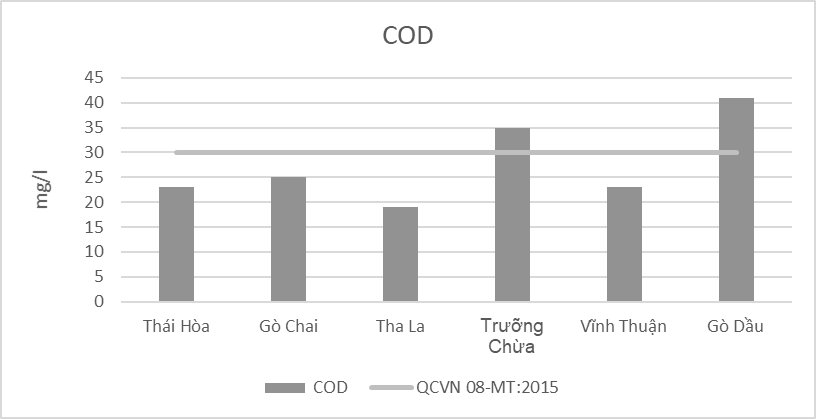 COD
mg/l
45
40
35
30
25
20
15
10
5
0
Thái Hòa
Gò Chai
Tha La
Trưỡng
Chừa
Vĩnh Thuận
Gò Dầu
COD
QCVN 08-MT:2015